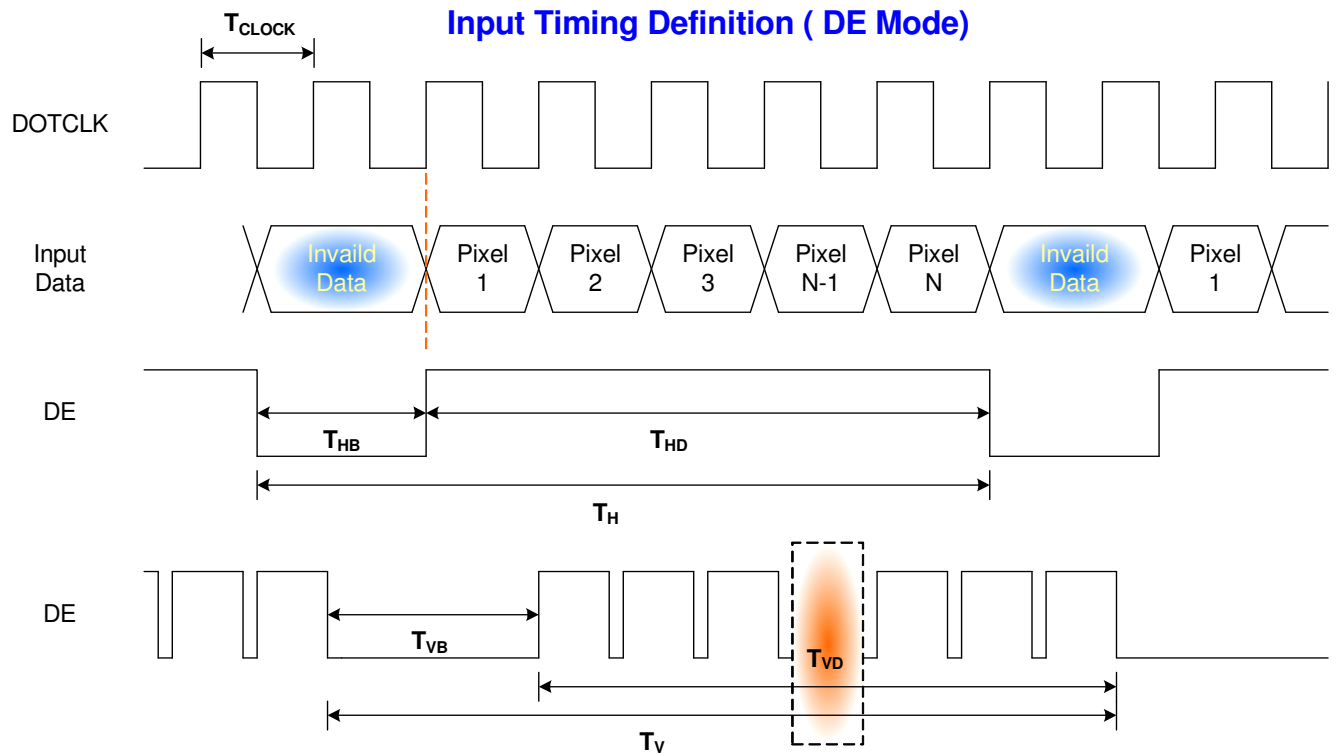 Input Timing Definition ( DE Mode)
TCLOCK
DOTCLK
Input
Data
Invaild
Data
Pixel
1
Pixel
2
Pixel
3
Pixel
N-1
Pixel
N
Invaild
Data
Pixel
1
DE
THB
THD
TH
DE
TVB
TVD
TV